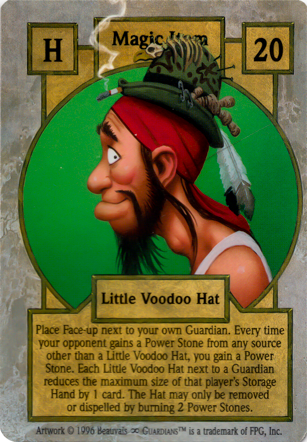 H
Magic Item
20
Little Voodoo Hat
Place Face-up next to your own Guardian. Every time
your opponent gains a Power Stone from any source
other than a Little Voodoo Hat, you gain a Power
Stone. Each Little Voodoo Hat next to a Guardian
reduces the maximum size of that player's Storage
Hand by 1 card. The Hat may only be removed
or dispelled by burning 2 Power Stones.
Artwork © 1996 Beauvais ∞ GUARDIANS™ is a trademark of FPG, Inc.